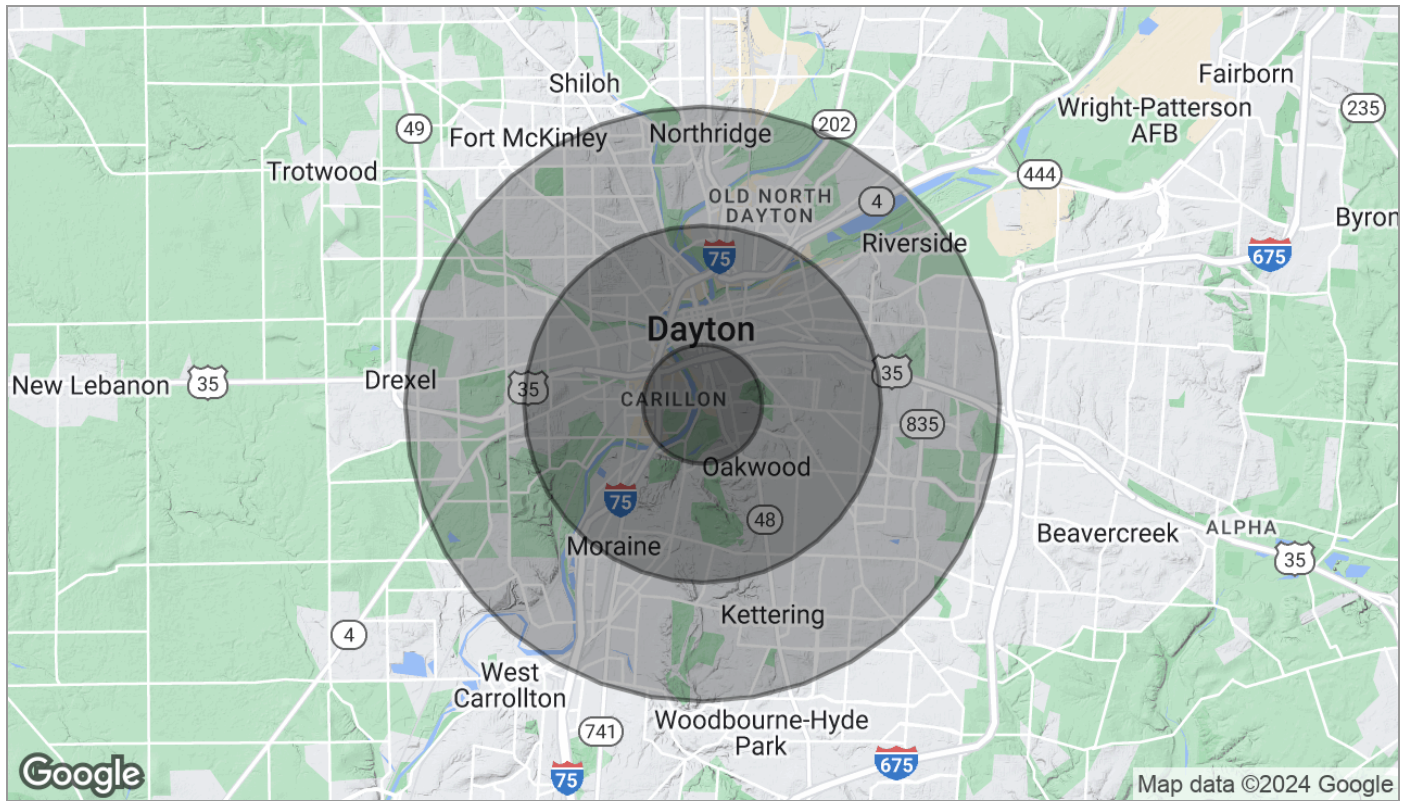 Shiloh
Fairborn
Wright-Patterson
AFB
235
49
Fort McKinley
Northridge
202
Trotwood
444
OLD NORTH
DAYTON
4
Byron
Riverside
75
675
Dayton
New Lebanon
35
Drexel
35
35
CARILLON
835
Oakwood
75
48
Moraine
Beavercreek
ALPHA
35
Kettering
4
West
Carrollton
Woodbourne-Hyde
Park
741
75
675
Google
Map data ©2024 Google